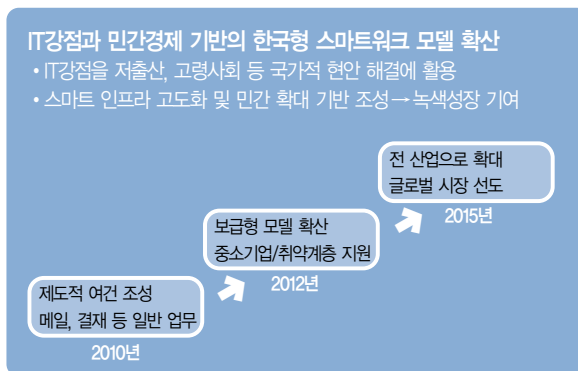 IT강점과 민간경제 기반의 한국형 스마트워크 모델 확산
• IT강점을 저출산, 고령사회 등 국가적 현안 해결에 활용
• 스마트 인프라 고도화 및 민간 확대 기반 조성→녹색성장 기여
전 산업으로 확대
글로벌 시장 선도
2015년
보급형 모델 확산
중소기업/취약계층 지원
2012년
제도적 여건 조성
메일, 결재 등 일반 업무
2010년